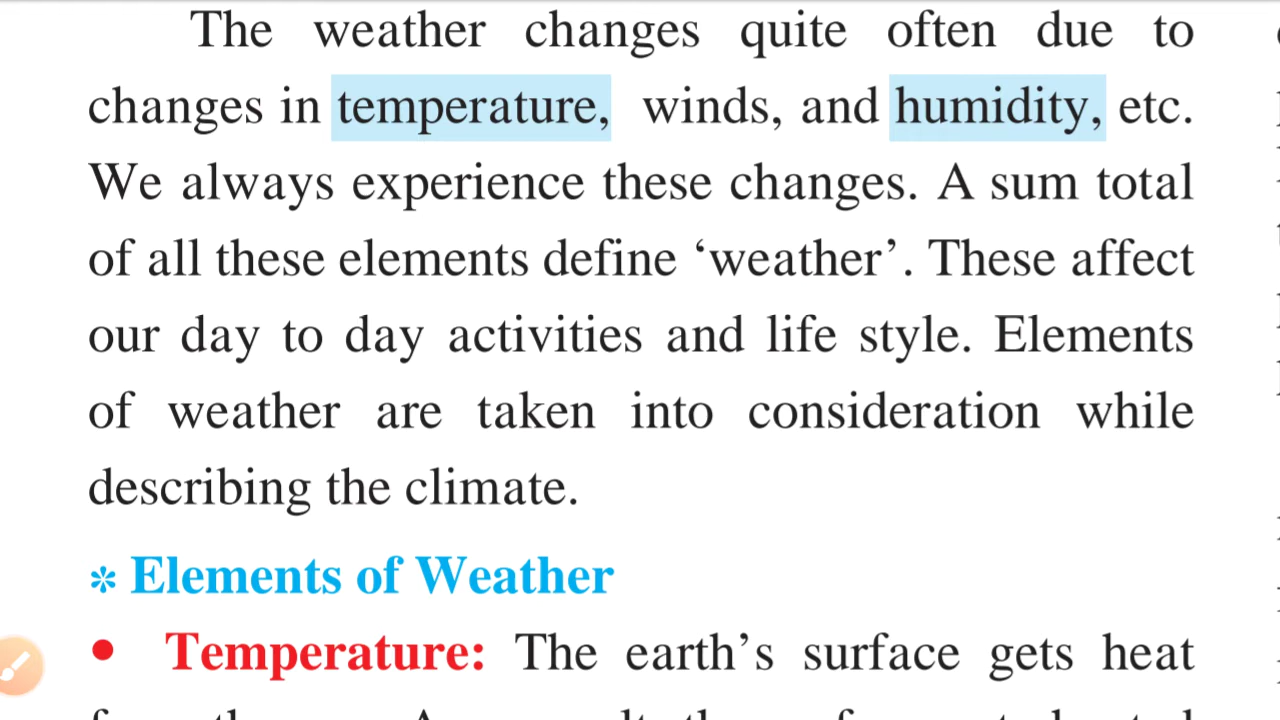 The weather changes quite often due to
changes in temperature, winds, and humidity, etc.
We always experience these changes. A sum total
of all these elements define ‘weather’. These affect
our day to day activities and life style. Elements
of weather are taken into consideration while
describing the climate.
* Elements of Weather
• Temperature: The earth’s surface gets heat